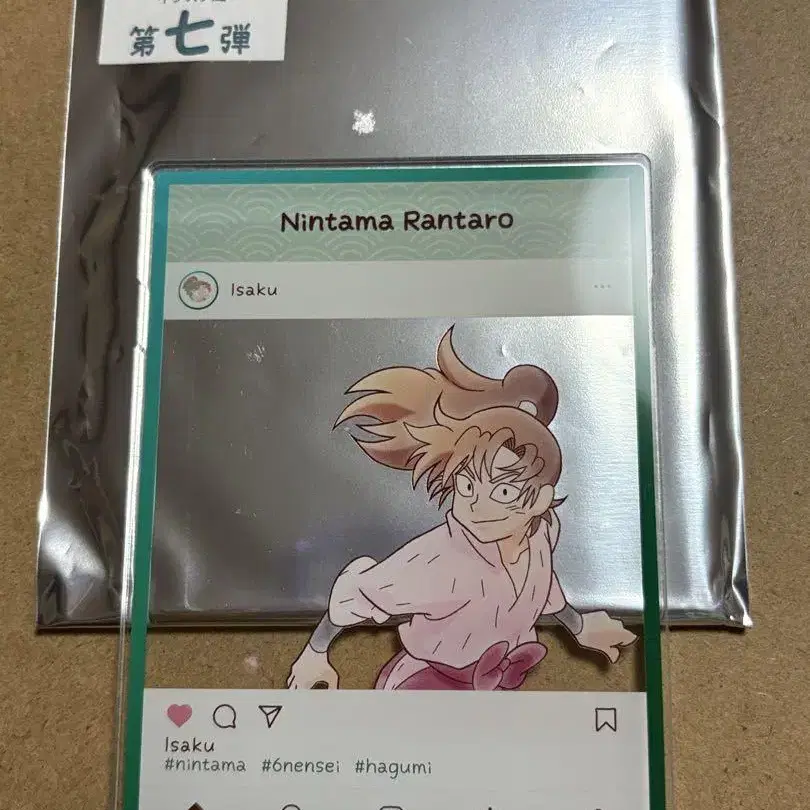 第七弾
Nintama Rantaro
Isaku
Isaku
#nintama #6nensei #hagumi